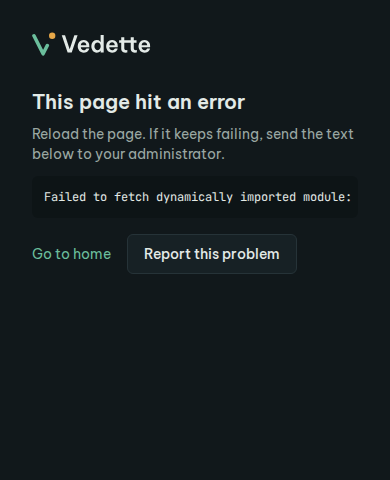 Vedette
This page hit an error
Reload the page. If it keeps failing, send the text
below to your administrator.
Failed to fetch dynamically imported module:
Go to home
Report this problem